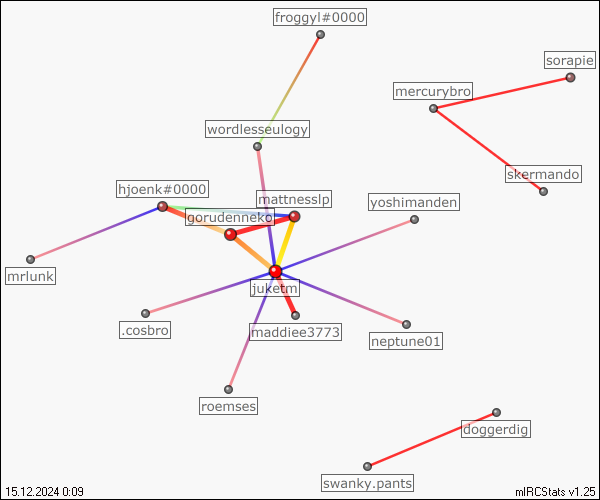 froggyl#0000
sorapie
mercurybro
wordlesseulogy
skermando
hjoenk#0000
mattnesslp
yoshimanden
gorudenneko
mrlunk
juketm
.cosbro
maddiee3773
neptune01
roemses
doggerdig
swanky.pants
15.12.2024 0:09
mIRCStats v1.25